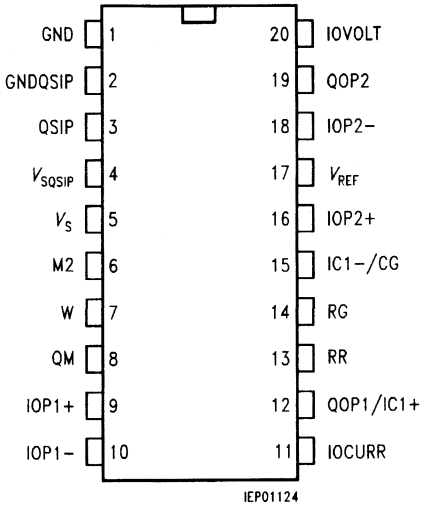 GND 1 20 IOVOLT
GNDQSIP 2 19 QOP2
QSIP 3 18 IOP2-
VSQSIP 4 17 VREF
VS 5 16 IOP2+
M2 6 15 IC1-/CG
W 7 14 RG
QM 8 13 RR
IOP1+ 9 12 QOP1/IC1+
IOP1- 10 11 IOCURR
IEP01124